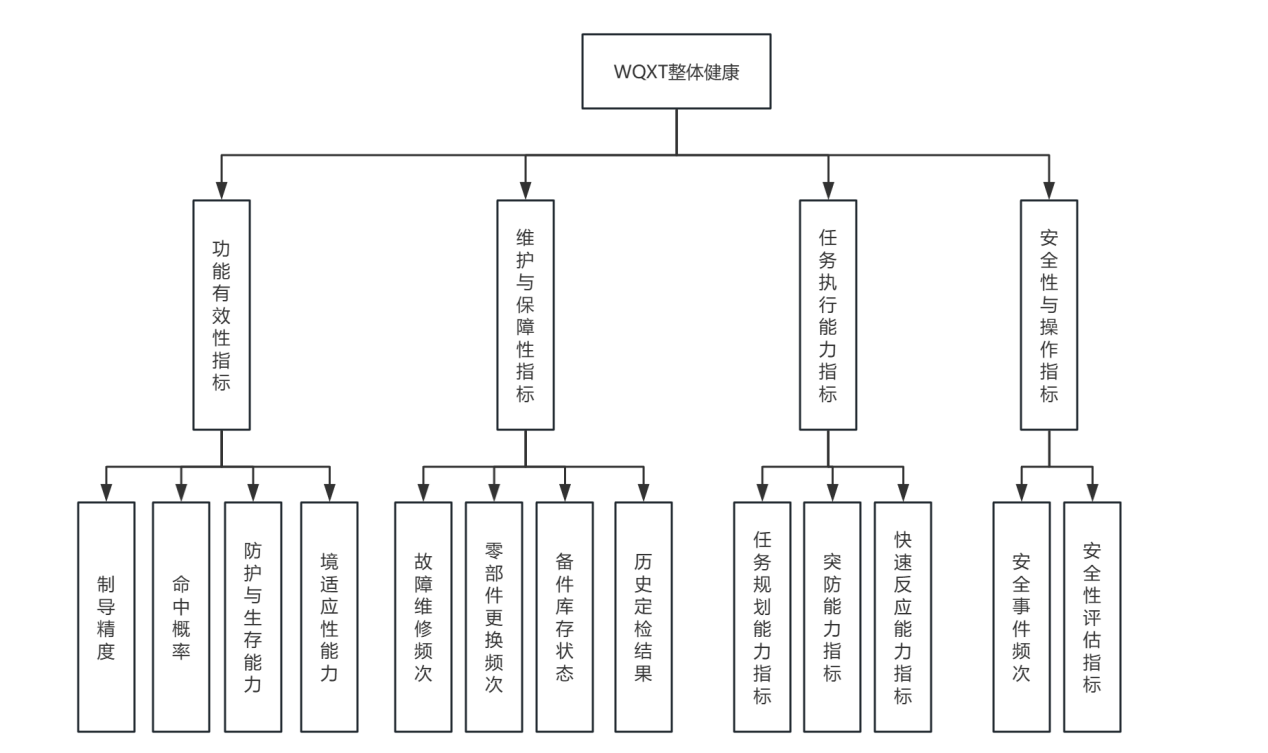 WQXT整体健康
功能有效性指标
维护与保障性指标
任务执行能力指标
安全性与操作指标
制导精度
命中概率
防护与生存能力
境适应性能力
故障维修频次
零部件更换频次
备件库存状态
历史定检结果
任务规划能力指标
突防能力指标
快速反应能力指标
安全事件频次
安全性评估指标